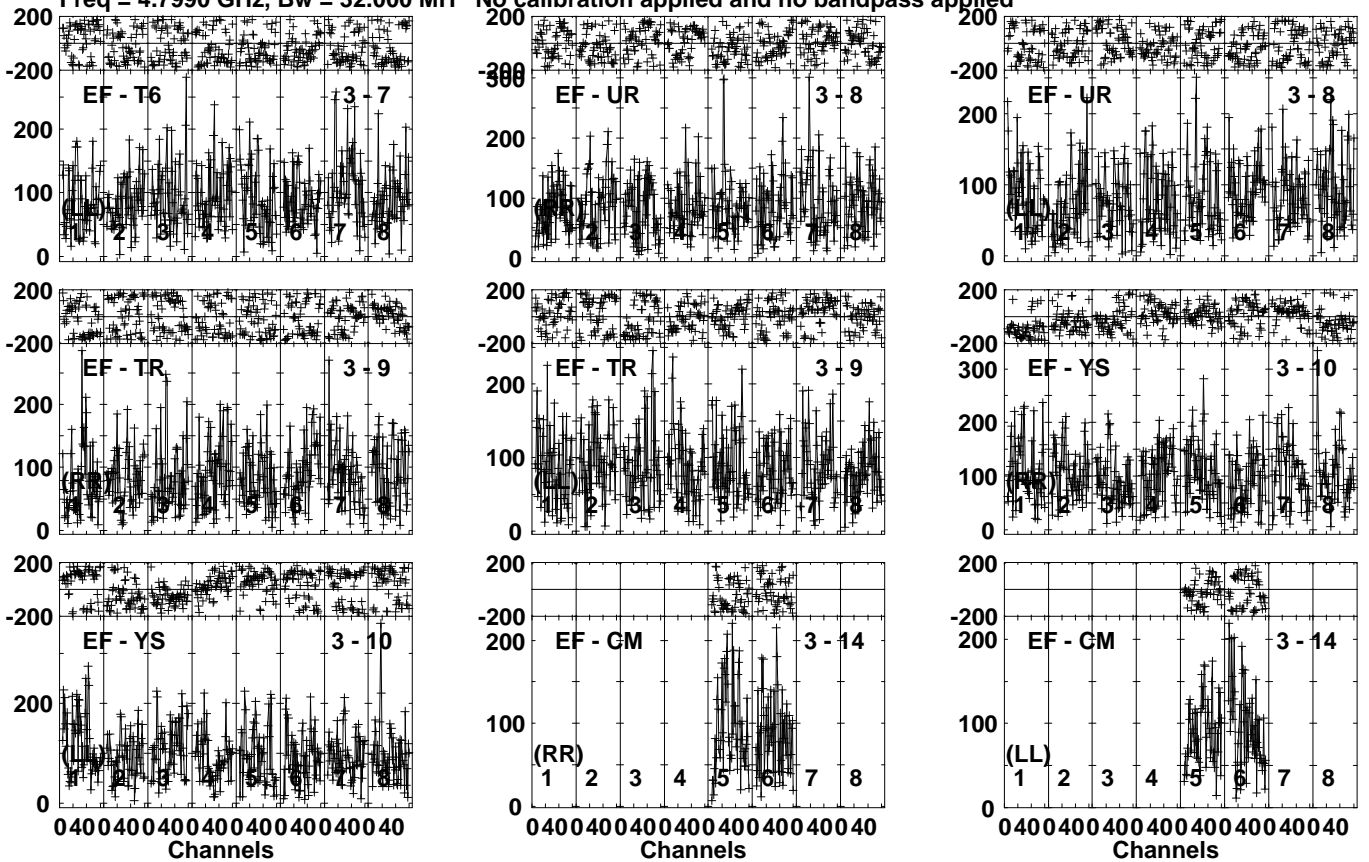 Freq = 4.7990 GHz, Bw = 32.000 MH No calibration applied and no bandpass applied
200 200 200
-200 -200 -200
EF - T6 3 - 7 300 EF - UR 3 - 8 EF - UR 3 - 8
200 200 200
100 100 100
(LL) (RR) (LL)
1 2 3 4 5 6 7 8 1 2 3 4 5 6 7 8 1 2 3 4 5 6 7 8
0 0 0
200 200 200
-200 -200 -200
EF - TR 3 - 9 EF - TR 3 - 9 300 EF - YS 3 - 10
200 200 200
100 100 100
(RR) (LL) (RR)
1 2 3 4 5 6 7 8 1 2 3 4 5 6 7 8 1 2 3 4 5 6 7 8
0 0 0
200 200 200
-200 -200 -200
EF - YS 3 - 10 200 EF - CM 3 - 14 200 EF - CM 3 - 14
200 100 100
100 (RR) (LL)
(LL)
1 2 3 4 5 6 7 8 1 2 3 4 5 6 7 8 1 2 3 4 5 6 7 8
0 0 0
0 40 0 40 0 40 0 40 0 40 0 40 0 40 0 40 0 40 0 40 0 40 0 40 0 40 0 40 0 40 0 40 0 40 0 40 0 40 0 40 0 40 0 40 0 40 0 40
Channels Channels Channels